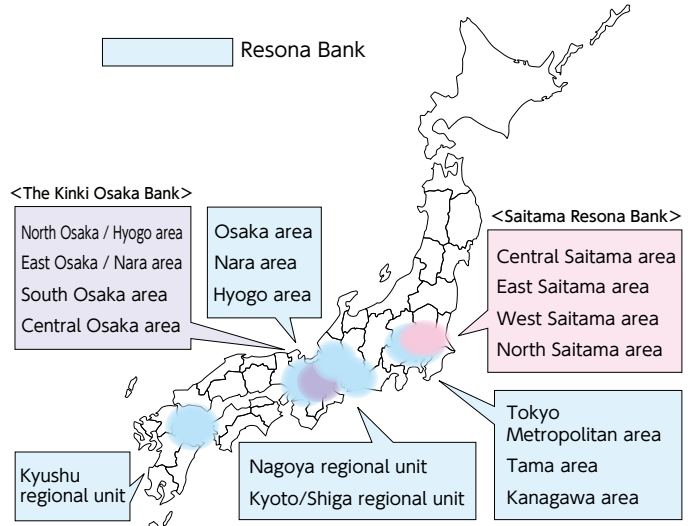 Resona Bank
<The Kinki Osaka Bank>
North Osaka / Hyogo area
East Osaka / Nara area
South Osaka area
Central Osaka area
Osaka area
Nara area
Hyogo area
<Saitama Resona Bank>
Central Saitama area
East Saitama area
West Saitama area
North Saitama area
Tokyo
Metropolitan area
Tama area
Kanagawa area
Nagoya regional unit
Kyoto/Shiga regional unit
Kyushu
regional unit